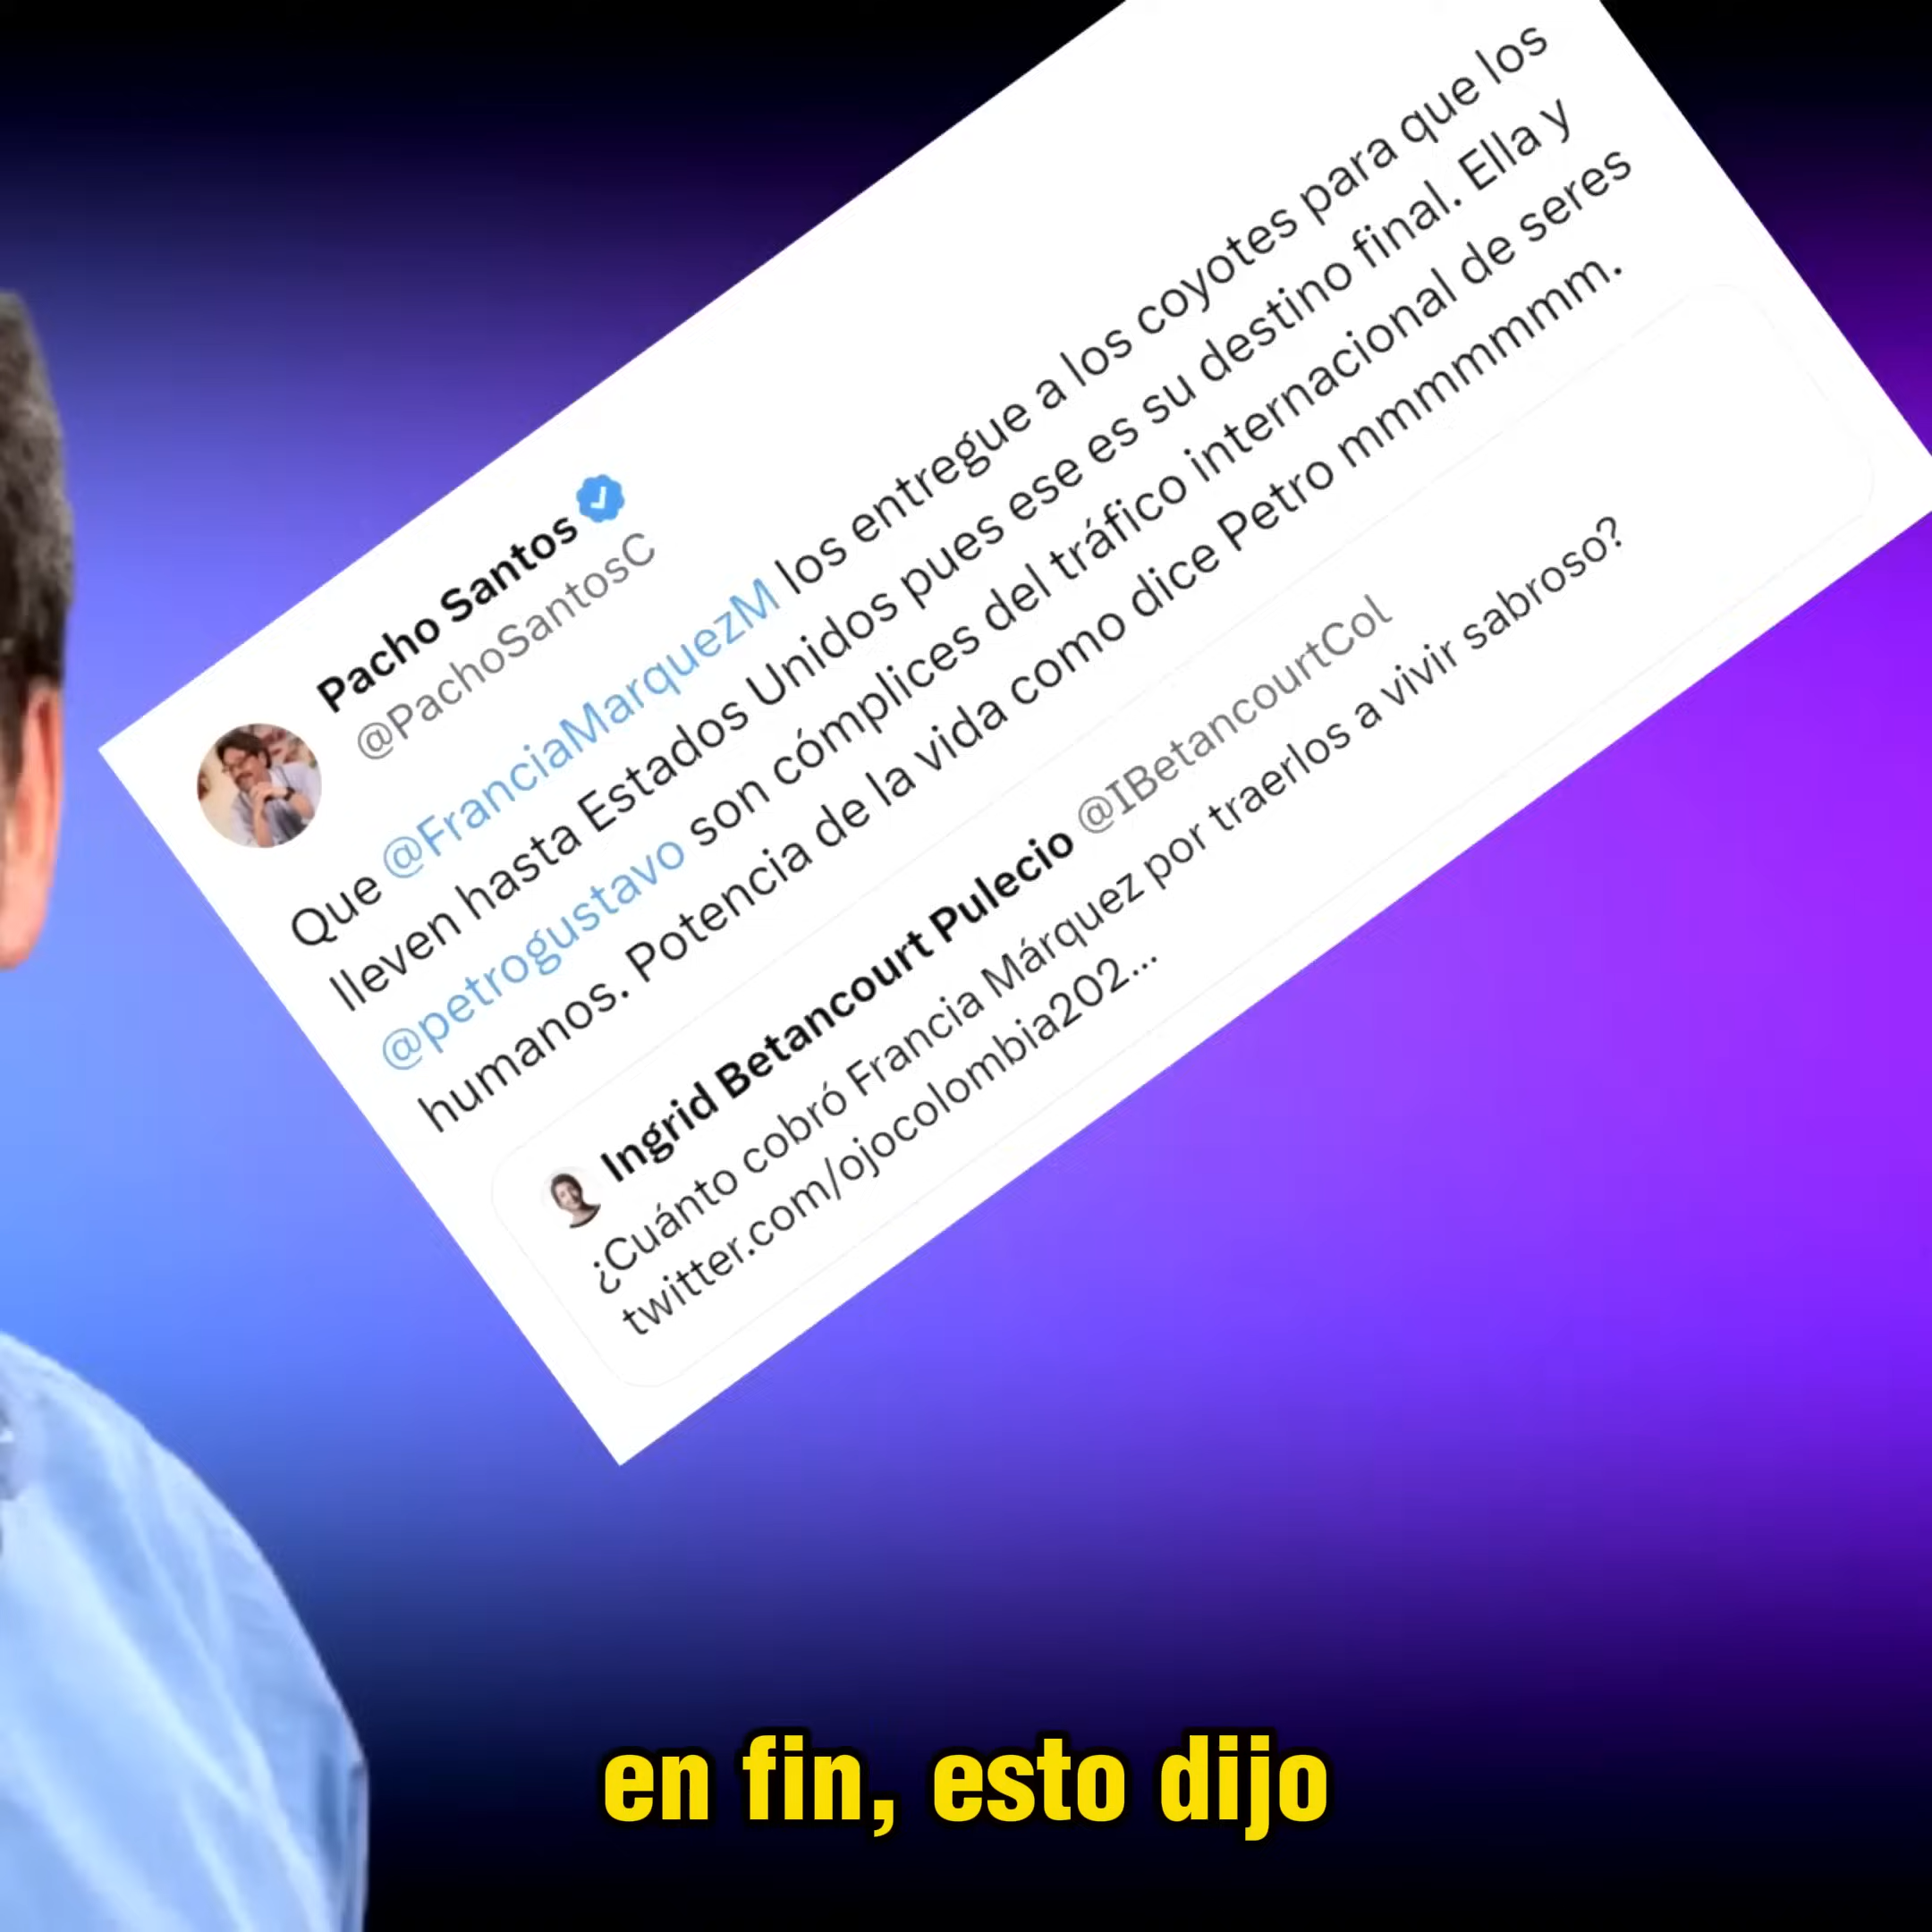 Pacho Santos
@PachoSantosC
Que @FranciaMarquezM los entregue a los coyotes para que los
lleven hasta Estados Unidos pues ese es su destino final. Ella y
@petrogustavo son cómplices del tráfico internacional de seres
humanos. Potencia de la vida como dice Petro mmmmmmmm.
Ingrid Betancourt Pulecio @IBetancourtCol
¿Cuánto cobró Francia Márquez por traerlos a vivir sabroso?
twitter.com/ojocolombia202...
en fin, esto dijo